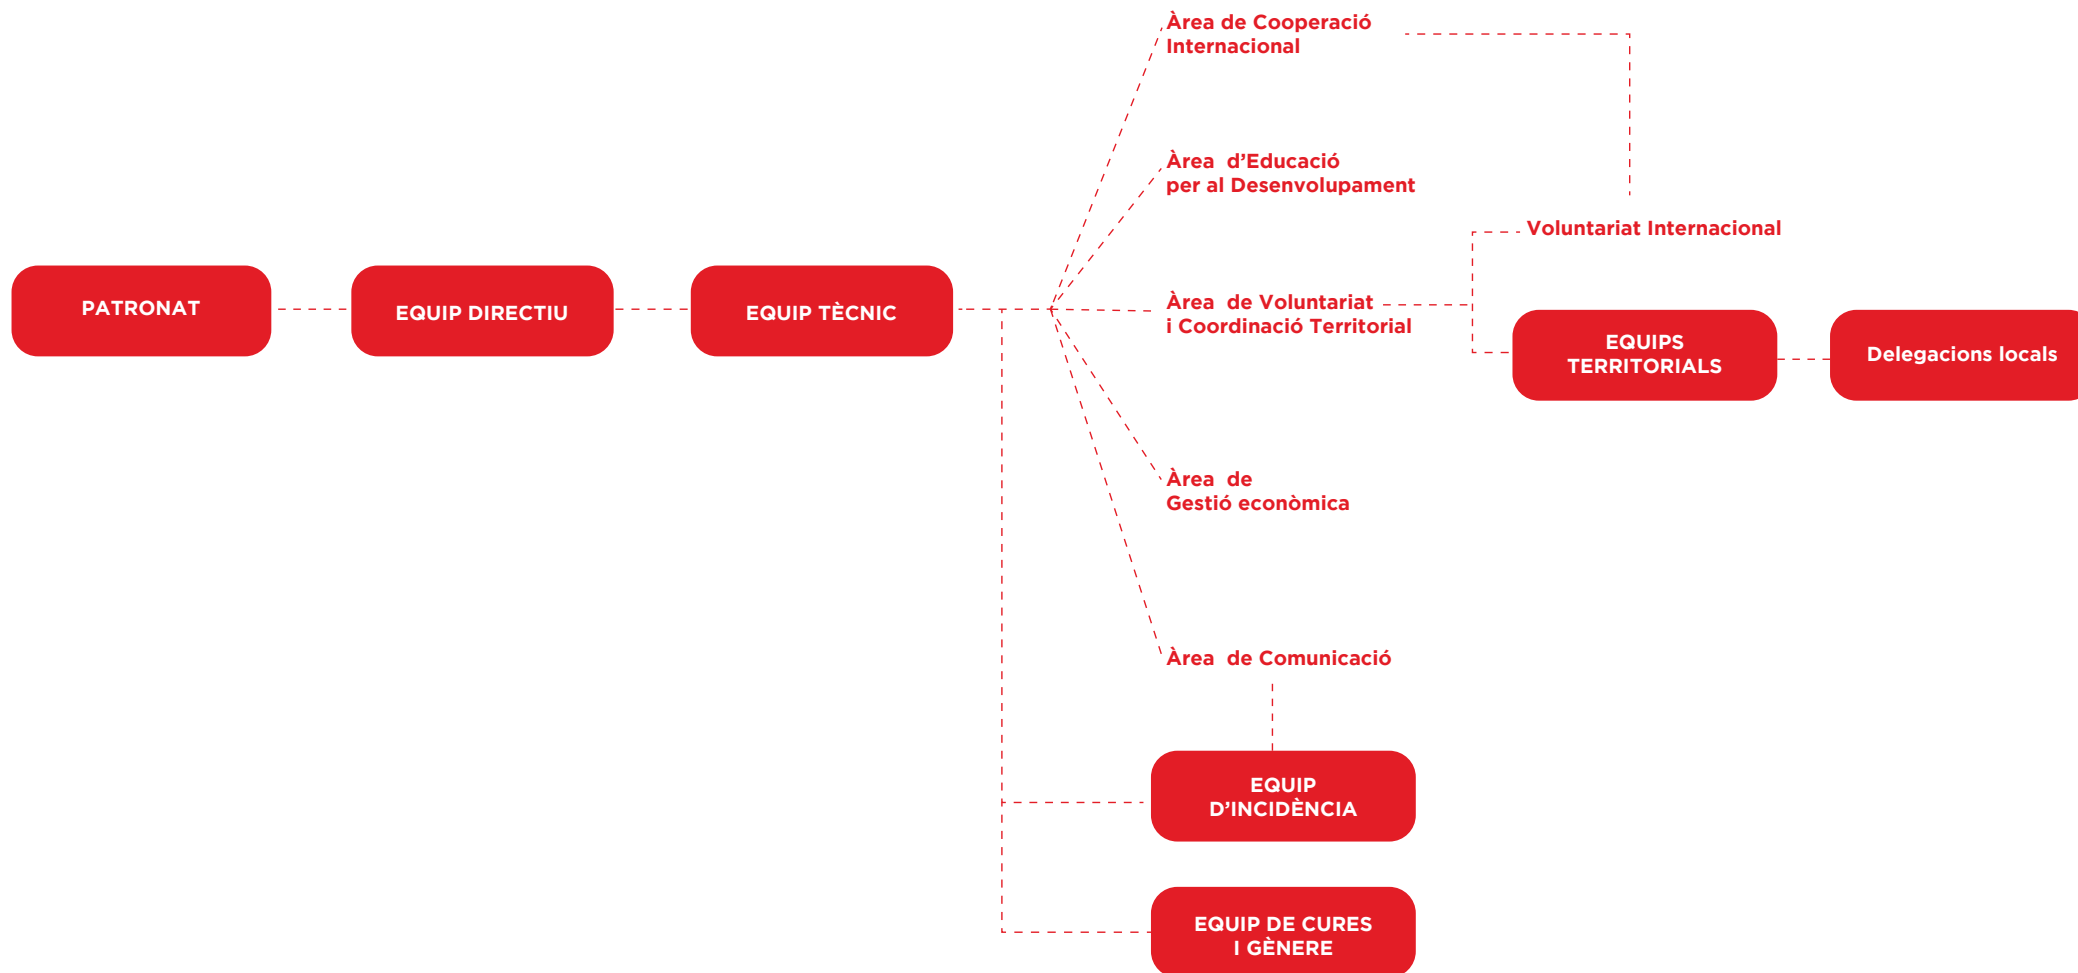 Àrea de Cooperació
Internacional
Àrea d’Educació
per al Desenvolupament
Voluntariat Internacional
PATRONAT
EQUIP DIRECTIU
EQUIP TÈCNIC
Àrea de Voluntariat
i Coordinació Territorial
EQUIPS
TERRITORIALS
Delegacions locals
Àrea de
Gestió econòmica
Àrea de Comunicació
EQUIP
D’INCIDÈNCIA
EQUIP DE CURES
I GÈNERE